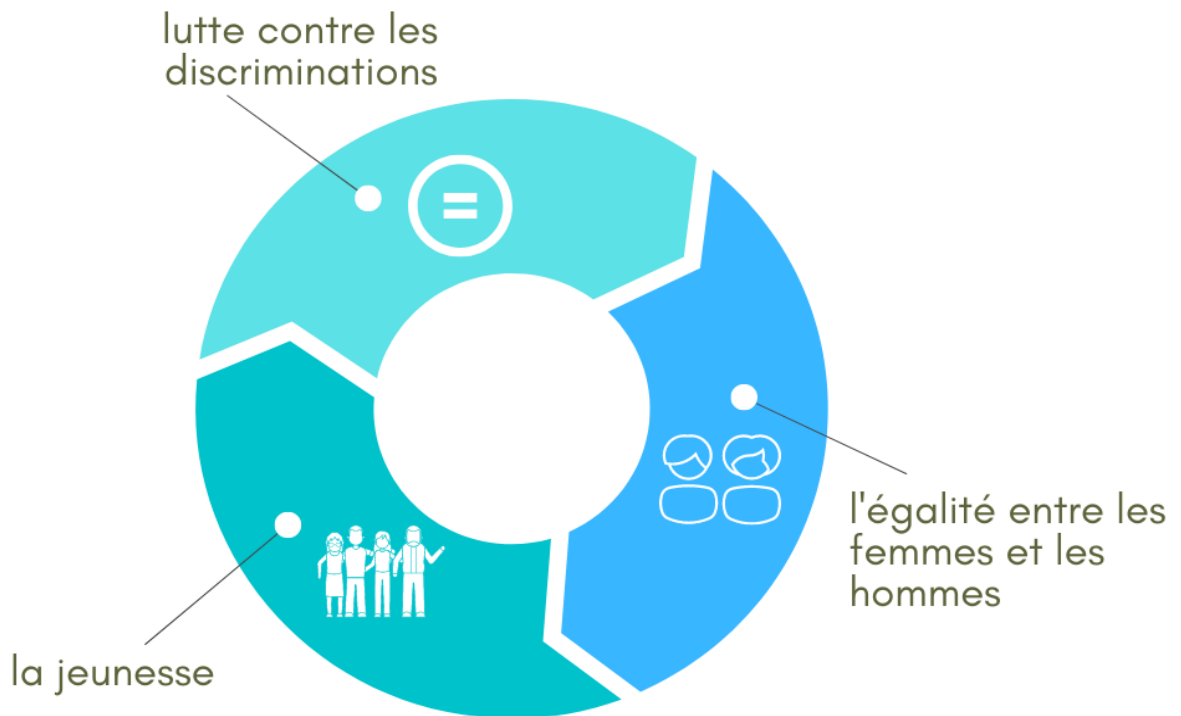 lutte contre les
discriminations
=
l'égalité entre les
femmes et les
hommes
la jeunesse